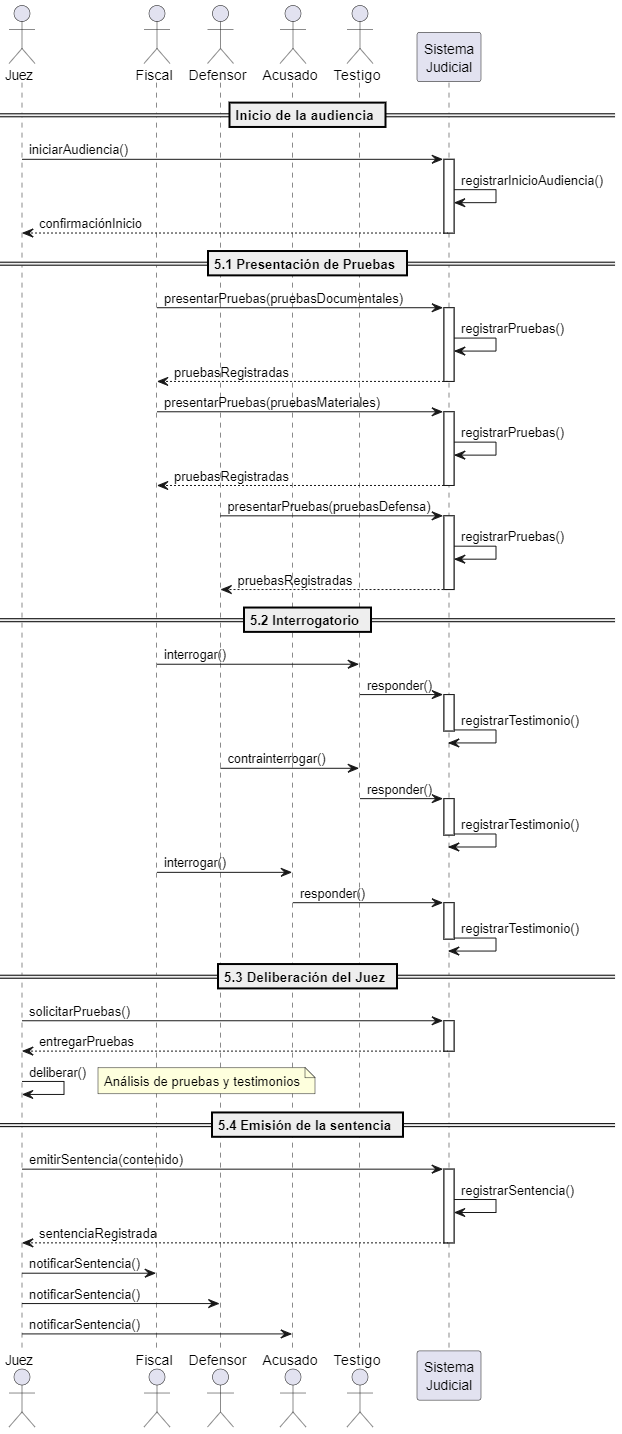 Juez Fiscal Defensor Acusado Testigo Sistema
Judicial
Inicio de la audiencia
iniciarAudiencia()
registrarInicioAudiencia()
confirmaciónInicio
5.1 Presentación de Pruebas
presentarPruebas(pruebasDocumentales)
registrarPruebas()
pruebasRegistradas
presentarPruebas(pruebasMateriales)
registrarPruebas()
pruebasRegistradas
presentarPruebas(pruebasDefensa)
registrarPruebas()
pruebasRegistradas
5.2 Interrogatorio
interrogar()
responder()
registrarTestimonio()
contrainterrogar()
responder()
registrarTestimonio()
interrogar()
responder()
registrarTestimonio()
5.3 Deliberación del Juez
solicitarPruebas()
entregarPruebas
deliberar()
Análisis de pruebas y testimonios
5.4 Emisión de la sentencia
emitirSentencia(contenido)
registrarSentencia()
sentenciaRegistrada
notificarSentencia()
notificarSentencia()
notificarSentencia()
Juez Fiscal Defensor Acusado Testigo Sistema
Judicial